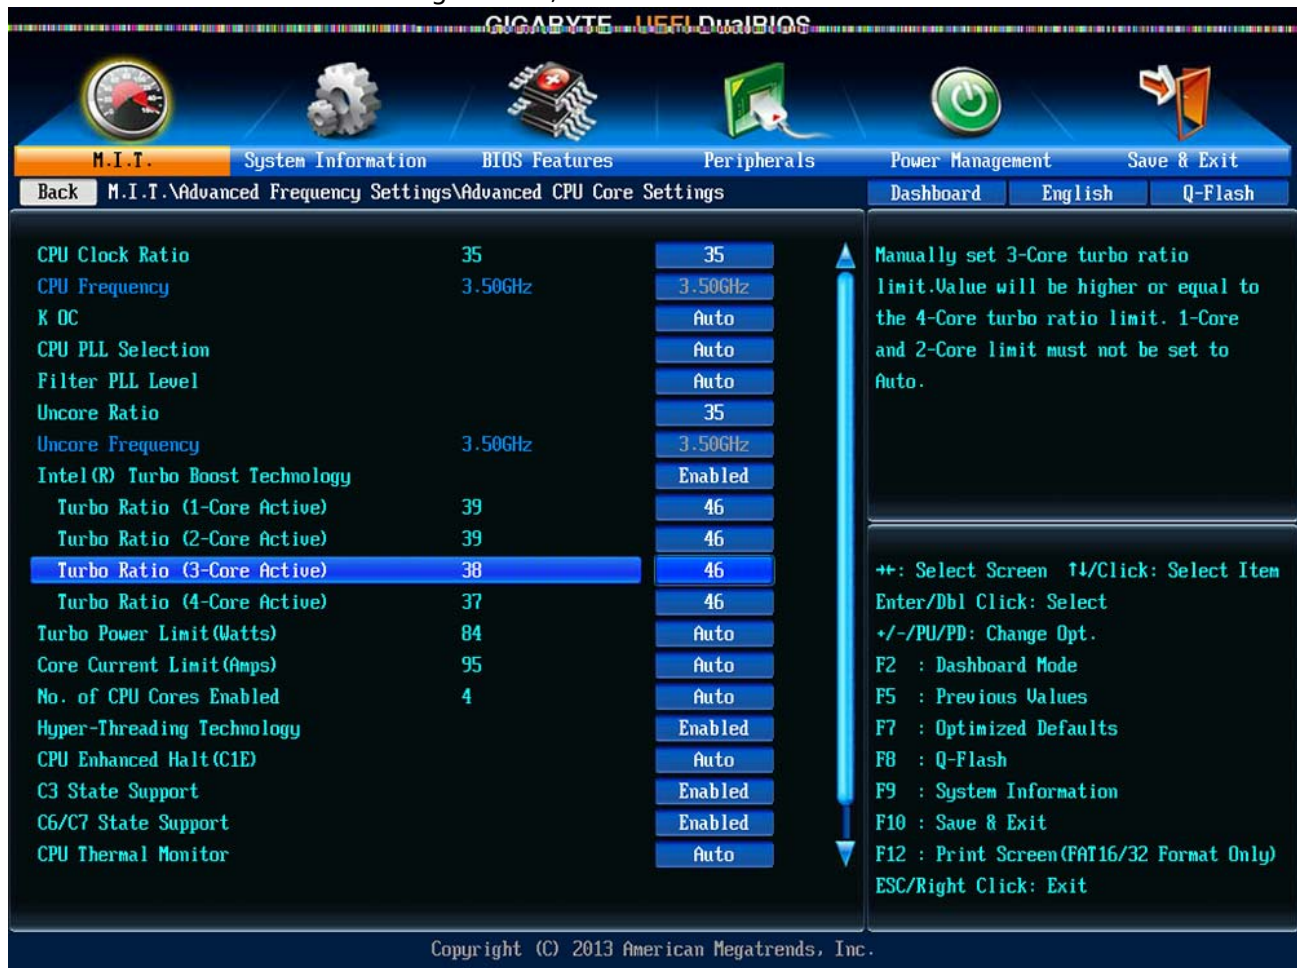 GIGABYTE UEFI DualBIOS
M.I.T. System Information BIOS Features Peripherals Power Management Save & Exit
Back M.I.T.\Advanced Frequency Settings\Advanced CPU Core Settings Dashboard English Q-Flash
CPU Clock Ratio 35 35
CPU Frequency 3.50GHz 3.50GHz
K OC Auto
CPU PLL Selection Auto
Filter PLL Level Auto
Uncore Ratio 35
Uncore Frequency 3.50GHz 3.50GHz
Intel(R) Turbo Boost Technology Enabled
Turbo Ratio (1-Core Active) 39 46
Turbo Ratio (2-Core Active) 39 46
Turbo Ratio (3-Core Active) 38 46
Turbo Ratio (4-Core Active) 37 46
Turbo Power Limit(Watts) 84 Auto
Core Current Limit(Amps) 95 Auto
No. of CPU Cores Enabled 4 Auto
Hyper-Threading Technology Enabled
CPU Enhanced Halt(C1E) Auto
C3 State Support Enabled
C6/C7 State Support Enabled
CPU Thermal Monitor Auto
Manually set 3-Core turbo ratio
limit.Value will be higher or equal to
the 4-Core turbo ratio limit. 1-Core
and 2-Core limit must not be set to
Auto.
→←: Select Screen ↑↓/Click: Select Item
Enter/Dbl Click: Select
+/-/PU/PD: Change Opt.
F2 : Dashboard Mode
F5 : Previous Values
F7 : Optimized Defaults
F8 : Q-Flash
F9 : System Information
F10 : Save & Exit
F12 : Print Screen(FAT16/32 Format Only)
ESC/Right Click: Exit
Copyright (C) 2013 American Megatrends, Inc.